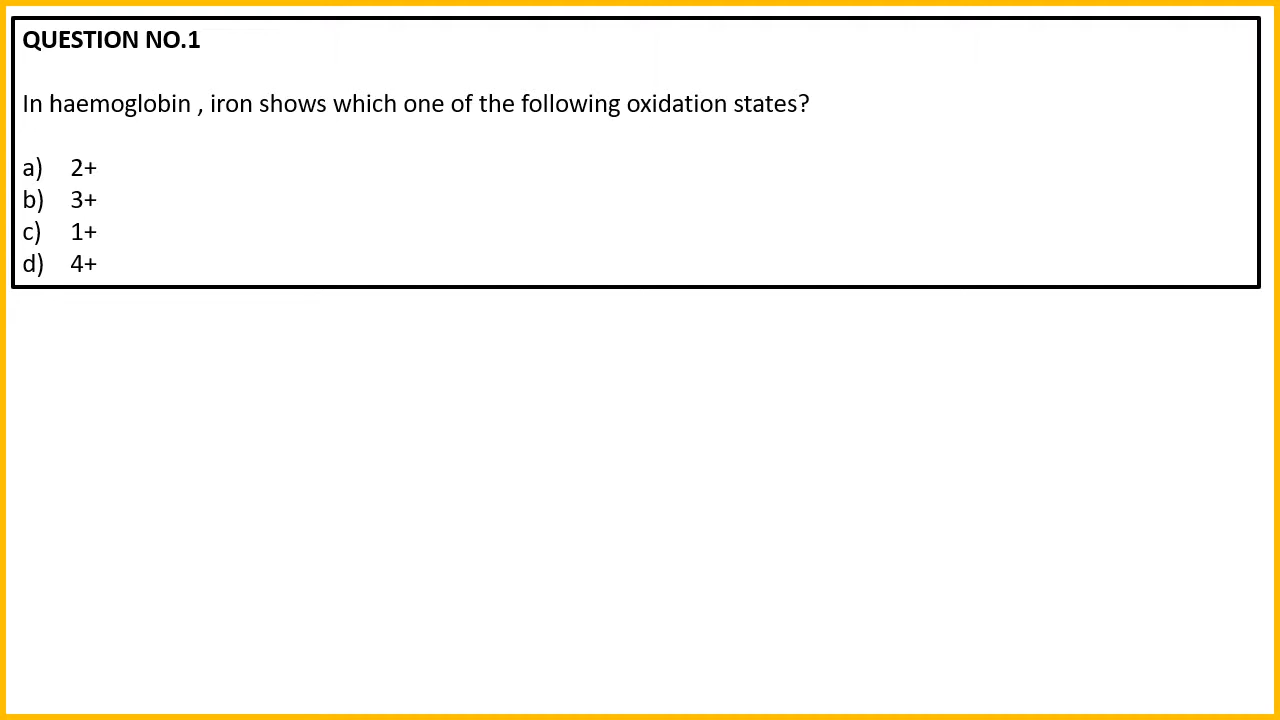 QUESTION NO.1
In haemoglobin , iron shows which one of the following oxidation states?
a) 2+
b) 3+
c) 1+
d) 4+